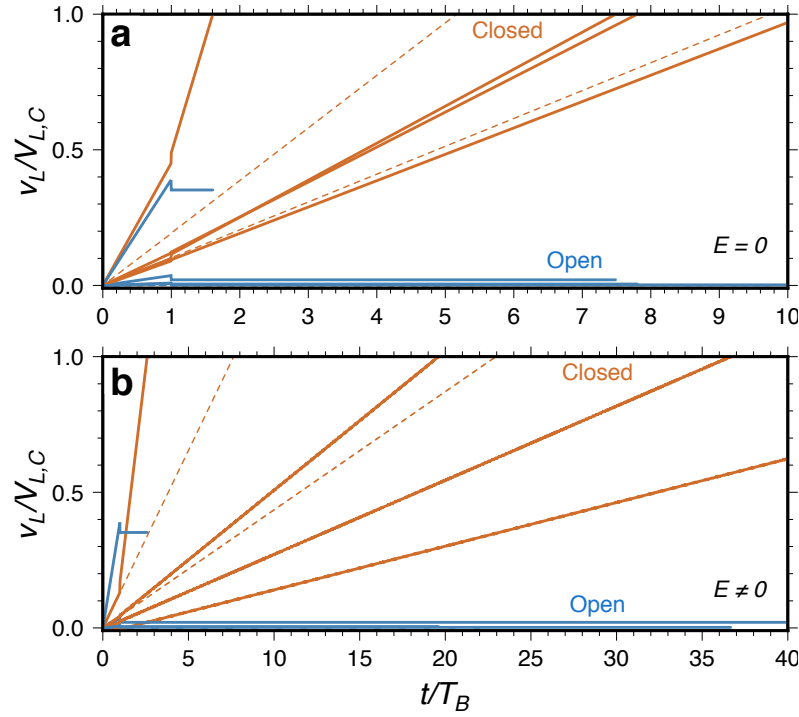 a
Closed
Open
E = 0
v_L/V_{L,C}
1.0
0.5
0.0
0 1 2 3 4 5 6 7 8 9 10
b
Closed
Open
E ≠ 0
v_L/V_{L,C}
1.0
0.5
0.0
0 5 10 15 20 25 30 35 40
t/T_B